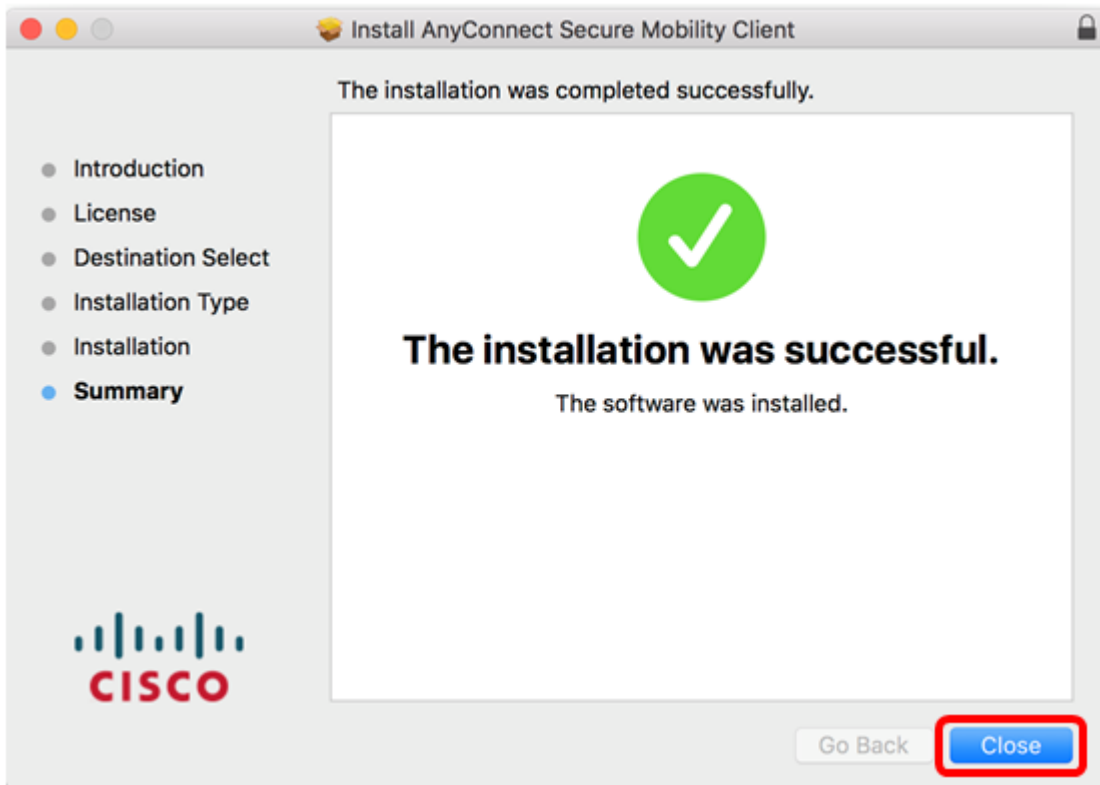 Install AnyConnect Secure Mobility Client
The installation was completed successfully.
Introduction
License
Destination Select
Installation Type
Installation
Summary
The installation was successful.
The software was installed.
CISCO
Go Back
Close